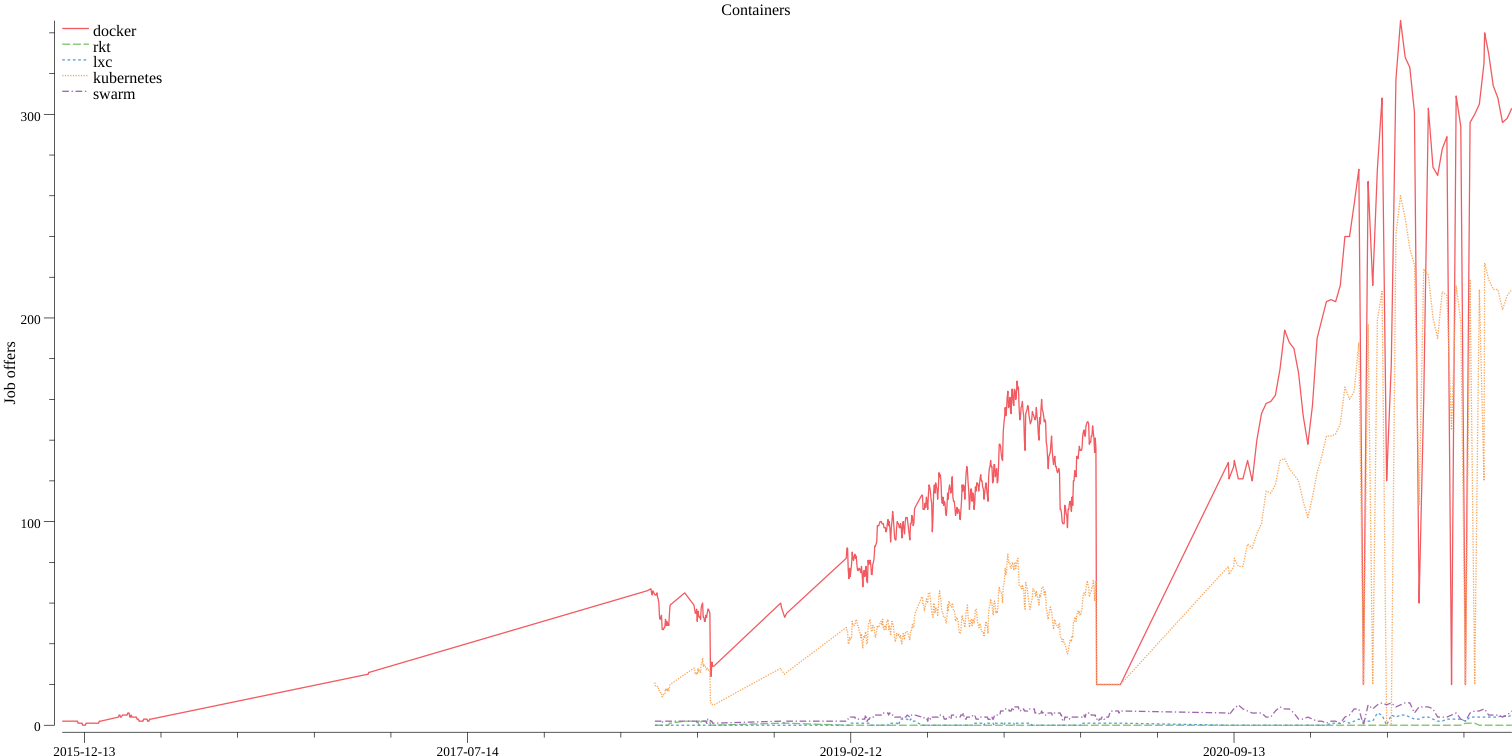 Containers
docker
rkt
lxc
kubernetes
swarm
Job offers
300
200
100
0
2015-12-13
2017-07-14
2019-02-12
2020-09-13